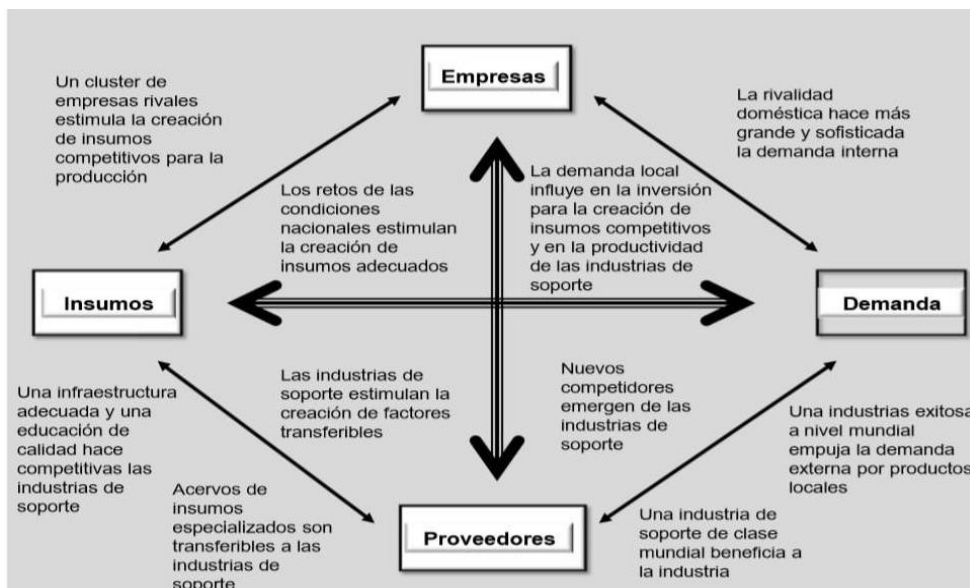 Empresas
Un cluster de
empresas rivales
estimula la creación
de insumos
competitivos para la
producción
La rivalidad
doméstica hace más
grande y sofisticada
la demanda interna
Los retos de las
condiciones
nacionales estimulan
la creación de
insumos adecuados
La demanda local
influye en la inversión
para la creación de
insumos competitivos
y en la productividad
de las industrias de
soporte
Insumos
Demanda
Una infraestructura
adecuada y una
educación de
calidad hace
competitivas las
industrias de
soporte
Las industrias de
soporte estimulan la
creación de factores
transferibles
Nuevos
competidores
emergen de las
industrias de
soporte
Una industrias exitosa
a nivel mundial
empuja la demanda
externa por productos
locales
Acervos de
insumos
especializados son
transferibles a las
industrias de
soporte
Proveedores
Una industria de
soporte de clase
mundial beneficia a
la industria